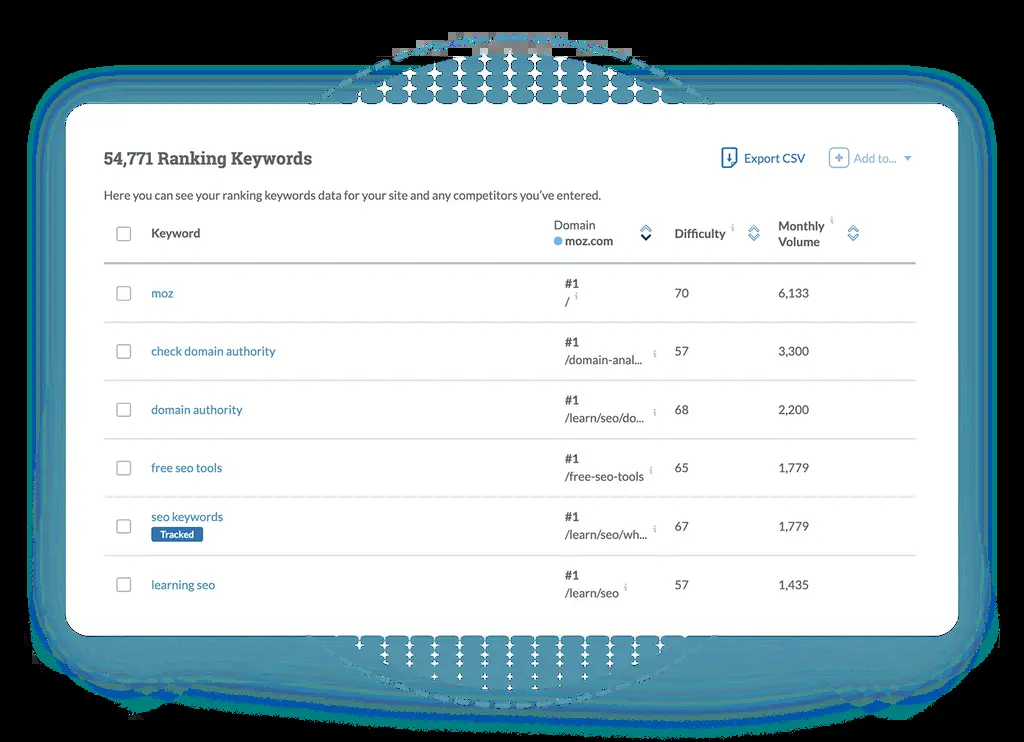 54,771 Ranking Keywords
Export CSV
Add to...
Here you can see your ranking keywords data for your site and any competitors you've entered.
Keyword
Domain
moz.com
Difficulty
Monthly
Volume
moz
#1
/
70
6,133
check domain authority
#1
/domain-anal...
57
3,300
domain authority
#1
/learn/seo/do...
68
2,200
free seo tools
#1
/free-seo-tools
65
1,779
seo keywords
Tracked
#1
/learn/seo/wh...
67
1,779
learning seo
#1
/learn/seo
57
1,435